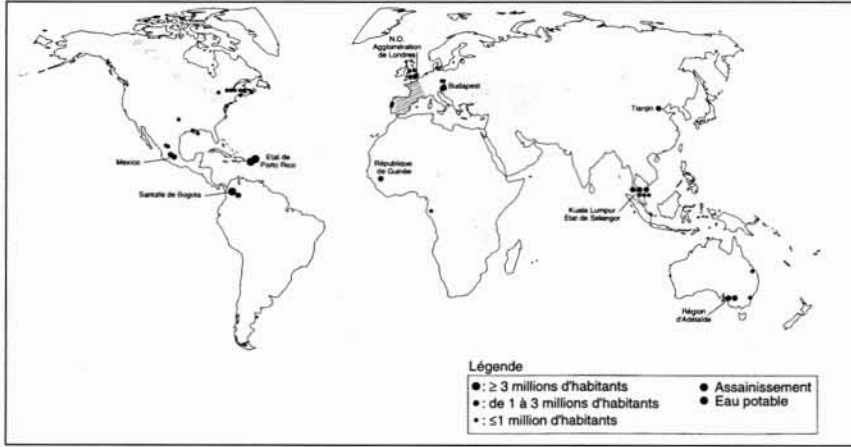 N.O.
Agglomération
de Londres
Budapest
Tianjin
Mexico
Etat de
Porto Rico
République
de Guinée
Santafe de Bogota
Kuala Lumpur
Etat de Selangor
Région
d'Adélaïde
Légende
● : ≥ 3 millions d'habitants
● : de 1 à 3 millions d'habitants
• : ≤1 million d'habitants
● Assainissement
● Eau potable